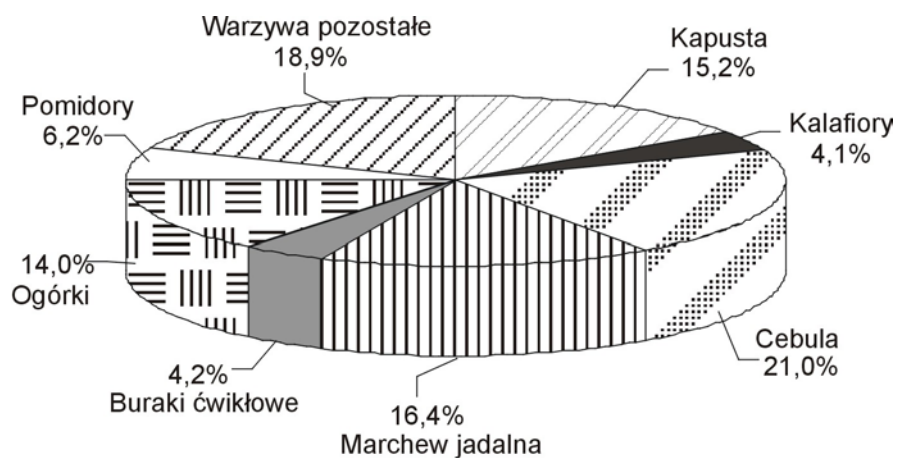 Warzywa pozostałe
18,9%
Kapusta
15,2%
Pomidory
6,2%
Kalafiory
4,1%
14,0%
Ogórki
Cebula
21,0%
4,2%
Buraki ćwikłowe
16,4%
Marchew jadalna